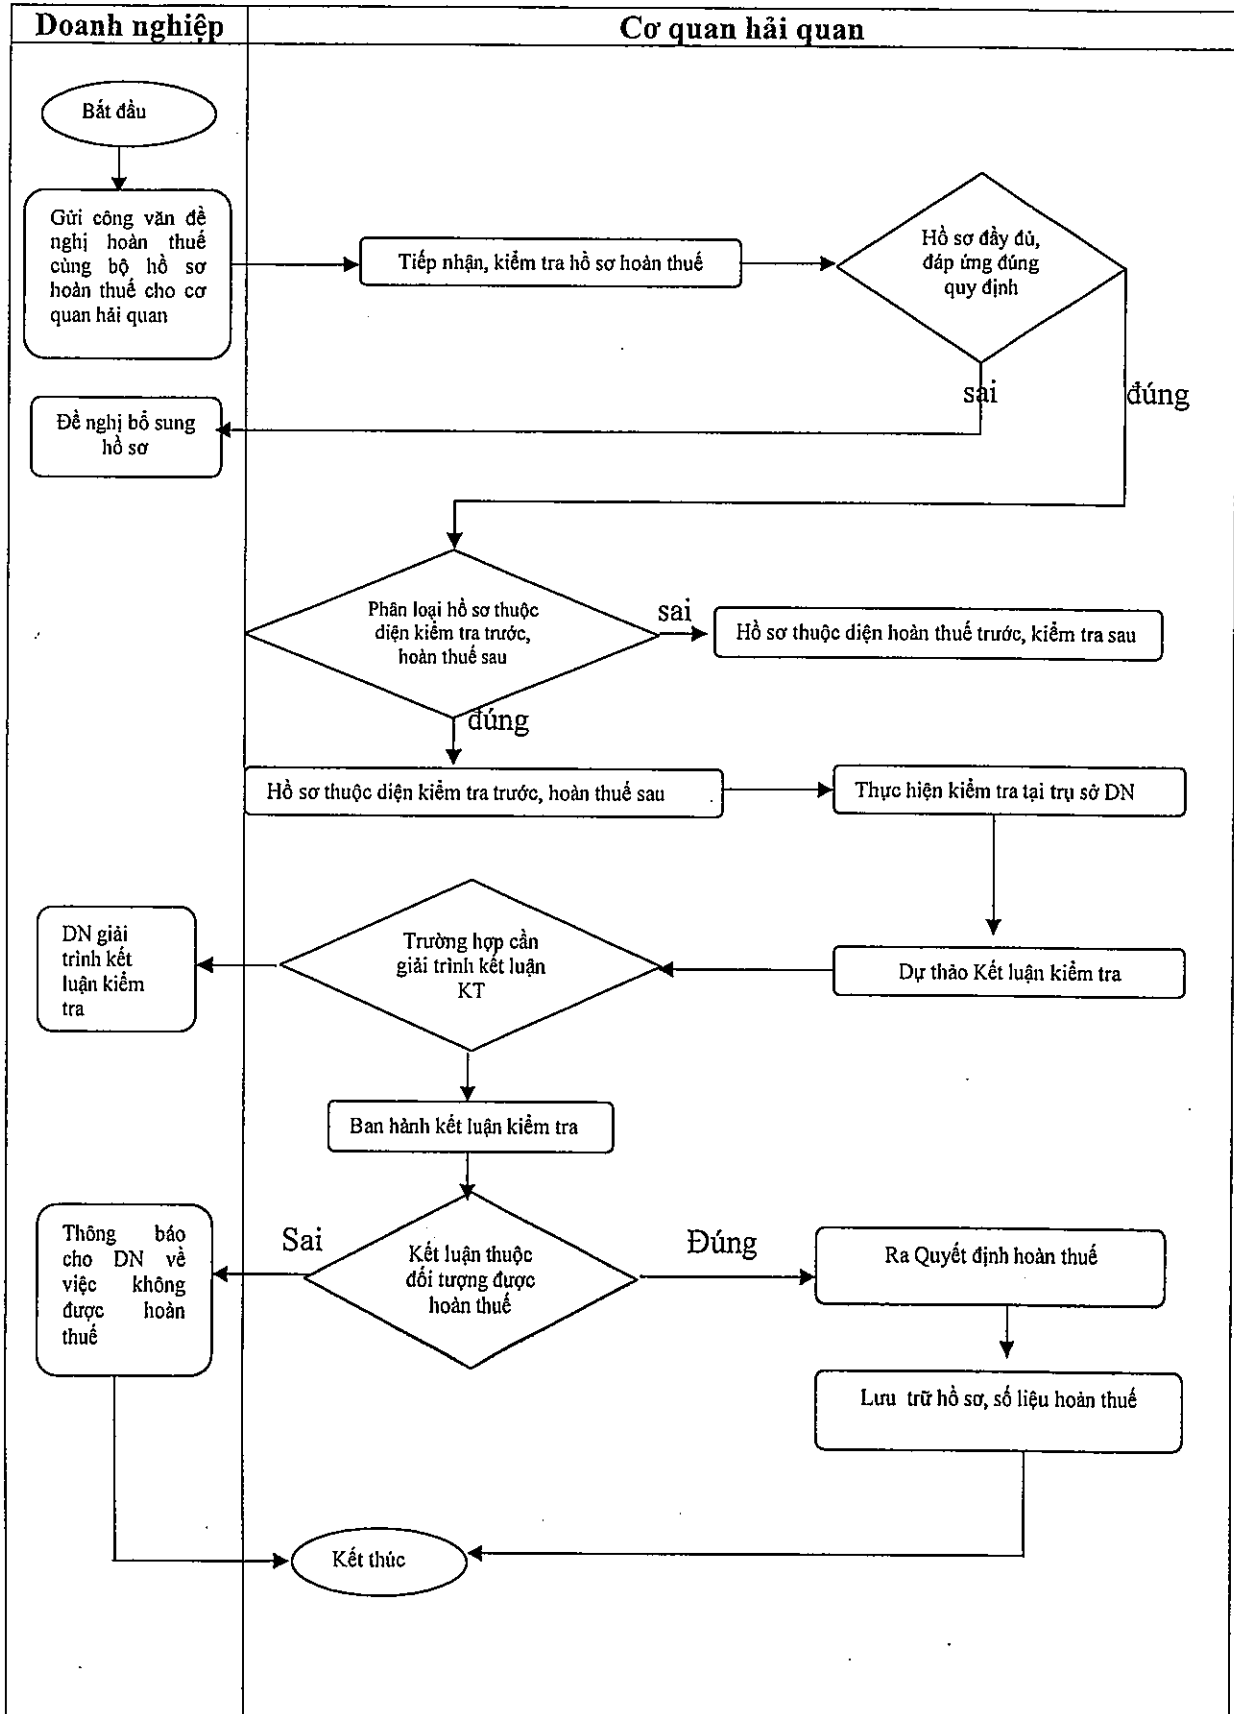 Doanh nghiệp
Cơ quan hải quan
Bắt đầu
Gửi công văn đề
nghị hoàn thuế
cùng bộ hồ sơ
hoàn thuế cho cơ
quan hải quan
Tiếp nhận, kiểm tra hồ sơ hoàn thuế
Hồ sơ đầy đủ,
đáp ứng đúng
quy định
sai
đúng
Đề nghị bổ sung
hồ sơ
Phân loại hồ sơ thuộc
diện kiểm tra trước,
hoàn thuế sau
sai
Hồ sơ thuộc diện hoàn thuế trước, kiểm tra sau
đúng
Hồ sơ thuộc diện kiểm tra trước, hoàn thuế sau
Thực hiện kiểm tra tại trụ sở DN
DN giải
trình kết
luận kiểm
tra
Trường hợp cần
giải trình kết luận
KT
Dự thảo Kết luận kiểm tra
Ban hành kết luận kiểm tra
Thông báo
cho DN về
việc không
được hoàn
thuế
Sai
Kết luận thuộc
đối tượng được
hoàn thuế
Đúng
Ra Quyết định hoàn thuế
Lưu trữ hồ sơ, số liệu hoàn thuế
Kết thúc